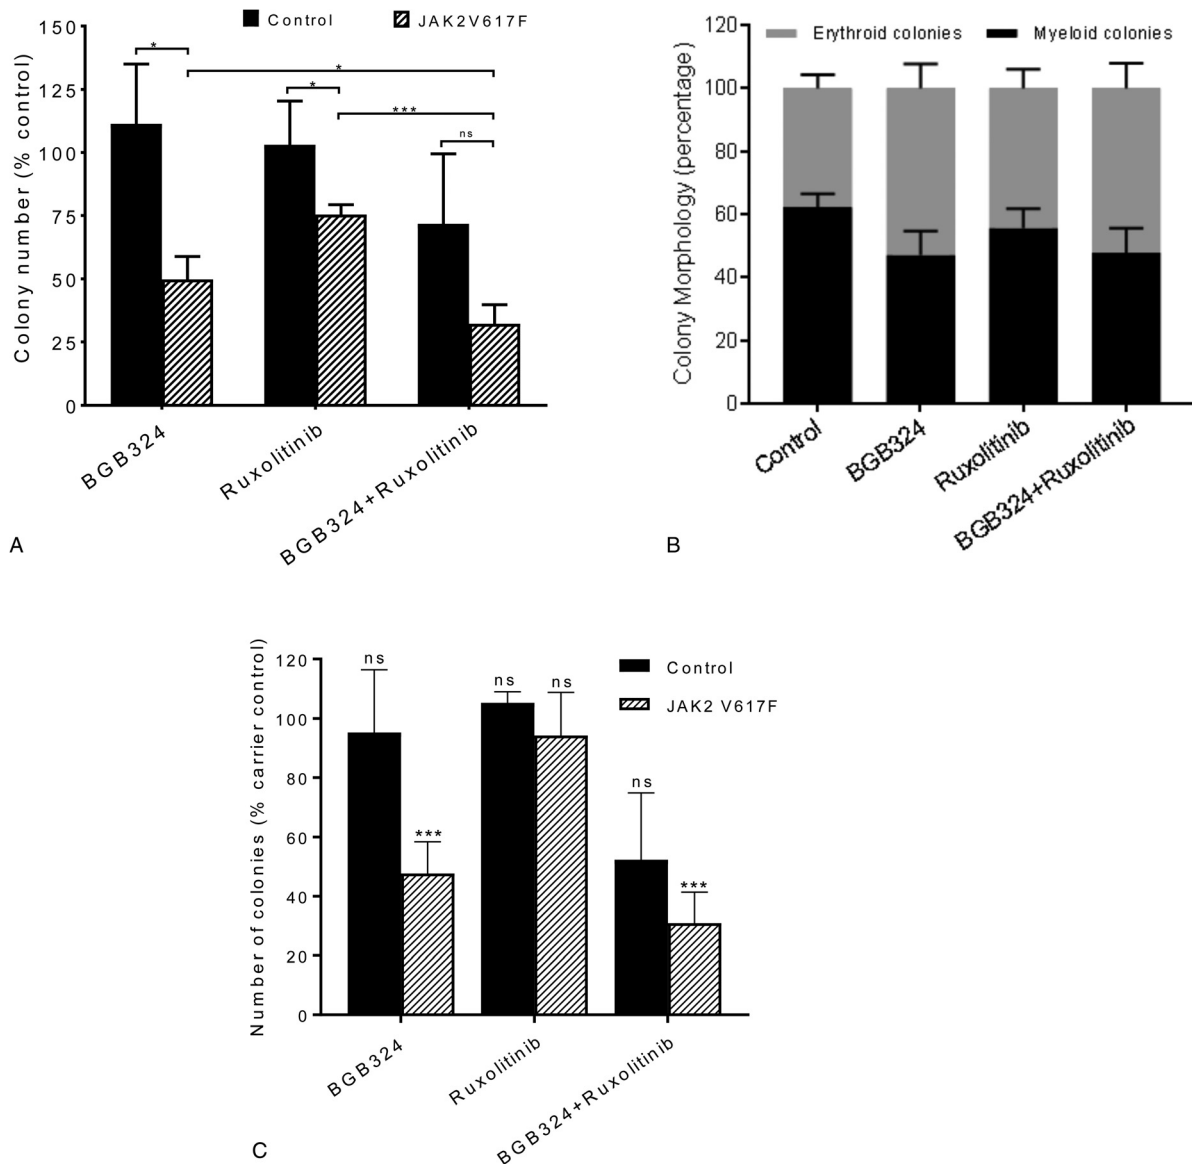 Control
JAK2V617F
Colony number (% control)
150
125
100
75
50
25
0
*
*
*
***
ns
BGB324
Ruxolitinib
BGB324+Ruxolitinib
A
Erythroid colonies
Myeloid colonies
Colony Morphology (percentage)
120
100
80
60
40
20
0
Control
BGB324
Ruxolitinib
BGB324+Ruxolitinib
B
Number of colonies (% carrier control)
120
100
80
60
40
20
0
Control
JAK2 V617F
ns
***
ns
ns
ns
***
BGB324
Ruxolitinib
BGB324+Ruxolitinib
C